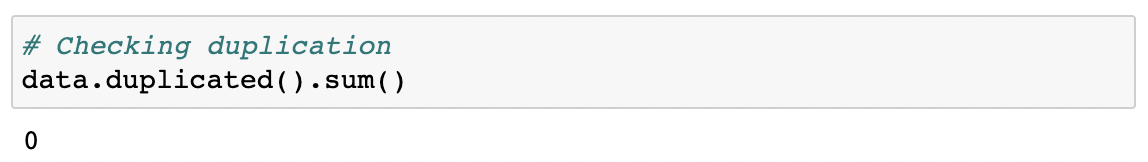 # Checking duplication
data.duplicated().sum()
0